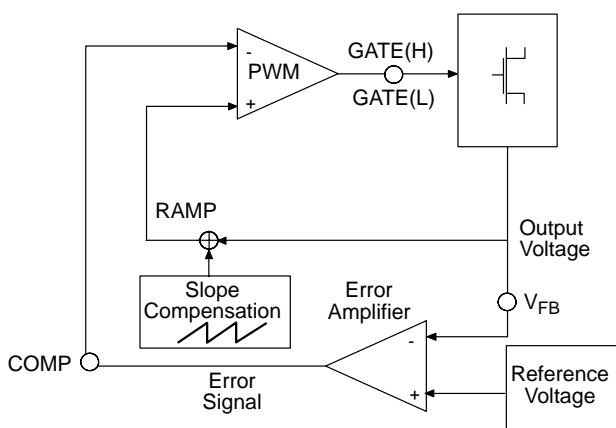 GATE(H)
-
PWM
+
GATE(L)
RAMP
Output
Voltage
Slope
Compensation
Error
Amplifier
VFB
-
COMP
Error
Signal
+
Reference
Voltage